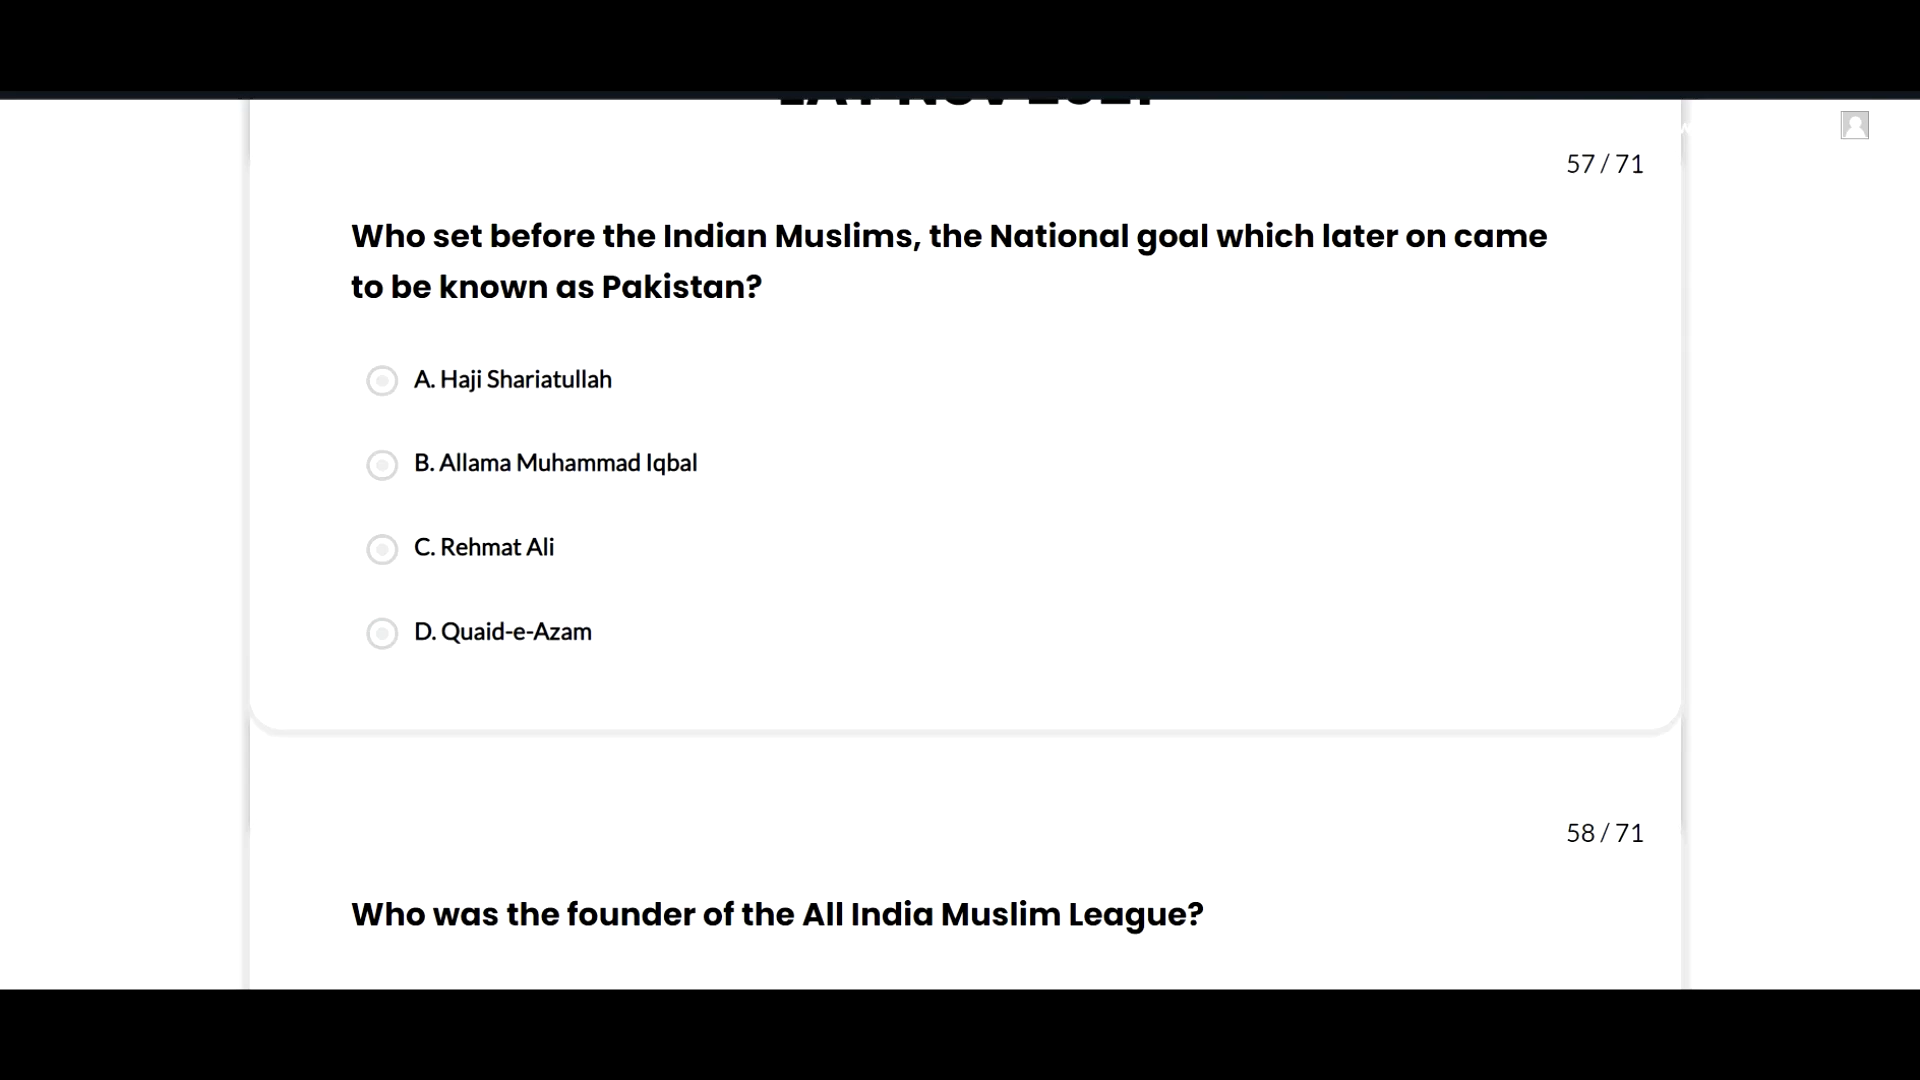 57 / 71
Who set before the Indian Muslims, the National goal which later on came
to be known as Pakistan?
A. Haji Shariatullah
B. Allama Muhammad Iqbal
C. Rehmat Ali
D. Quaid-e-Azam
58 / 71
Who was the founder of the All India Muslim League?